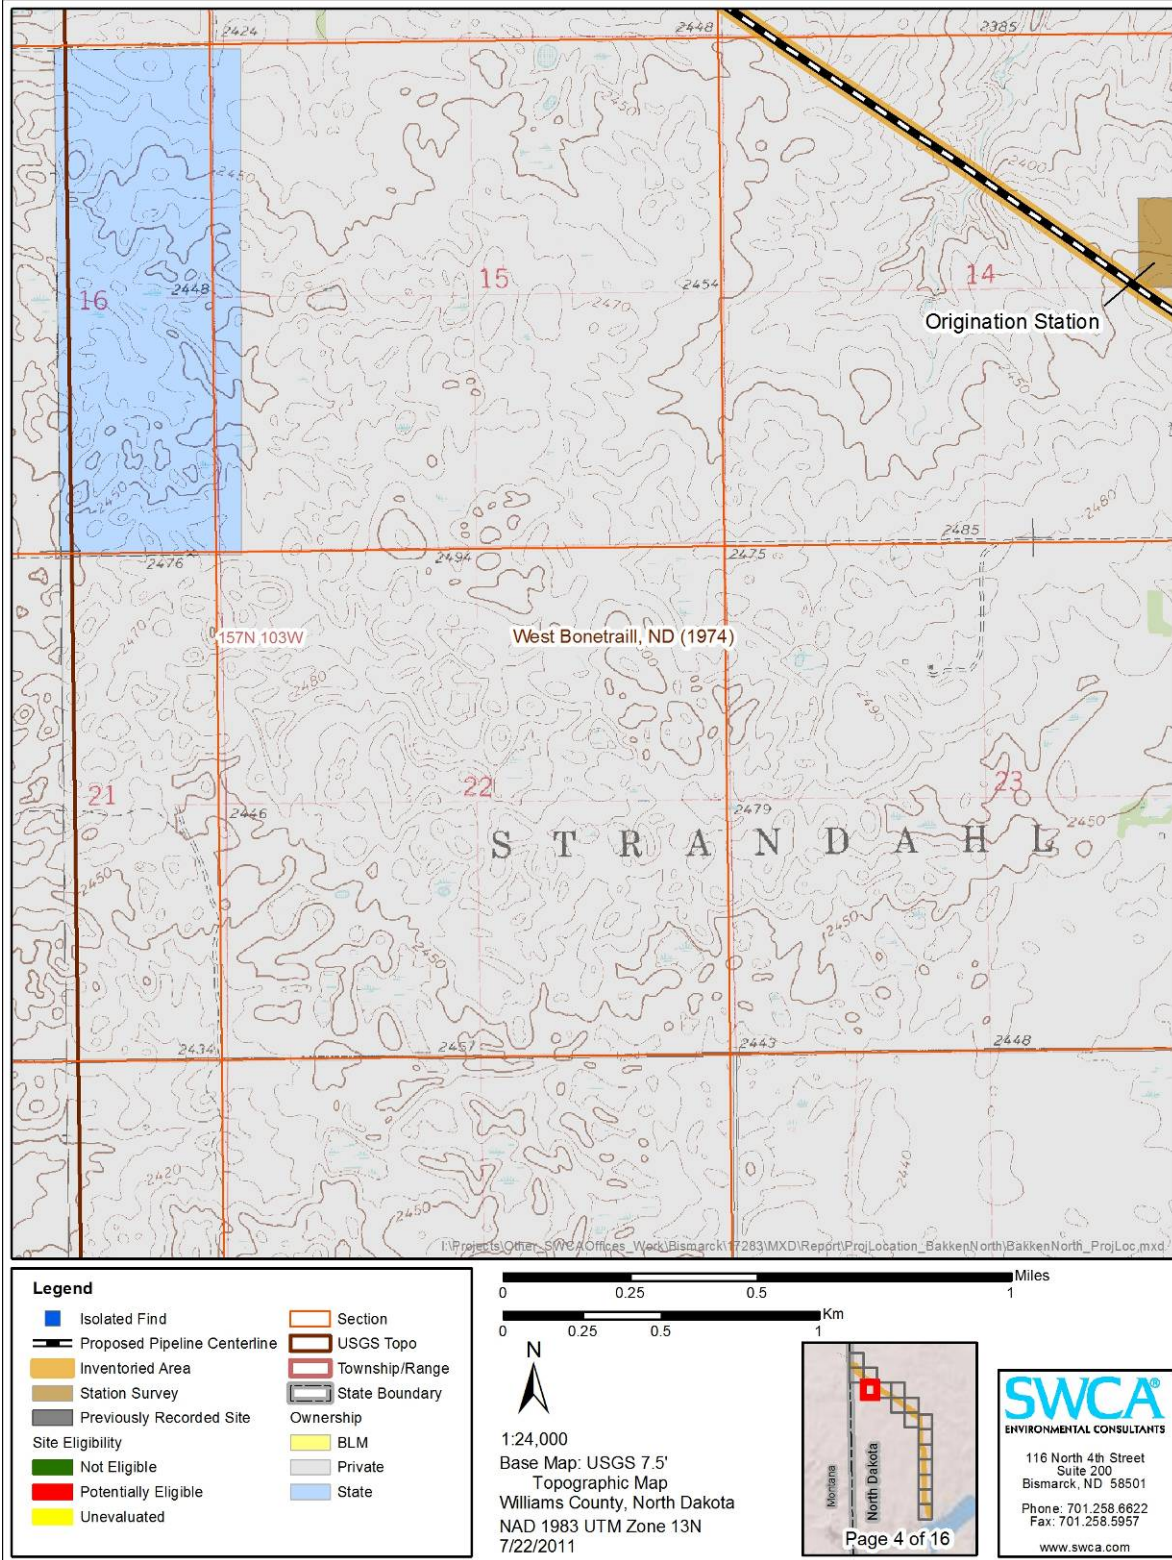 2424
2448
2385
2450
2450
2400
16
2448
15
2470
2454
14
Origination Station
2450
2450
2480
2485
2476
2494
2475
157N 103W
West Bonetraill, ND (1974)
2470
2480
2490
21
22
23
2446
2479
2450
STRANDAHL
2450
2450
2450
2434
2457
2443
2448
2420
2440
2450
I:\Projects\Other_SWCAOffices_Work\Bismarck\17283\MXD\Report\ProjLocation_BakkenNorth\BakkenNorth_ProjLoc.mxd
Legend
Isolated Find
Proposed Pipeline Centerline
Inventoried Area
Station Survey
Previously Recorded Site
Site Eligibility
Not Eligible
Potentially Eligible
Unevaluated
Section
USGS Topo
Township/Range
State Boundary
Ownership
BLM
Private
State
Miles
0 0.25 0.5 1
Km
0 0.25 0.5 1
N
1:24,000
Base Map: USGS 7.5'
Topographic Map
Williams County, North Dakota
NAD 1983 UTM Zone 13N
7/22/2011
Montana
North Dakota
Page 4 of 16
SWCA®
ENVIRONMENTAL CONSULTANTS
116 North 4th Street
Suite 200
Bismarck, ND 58501
Phone: 701.258.6622
Fax: 701.258.5957
www.swca.com